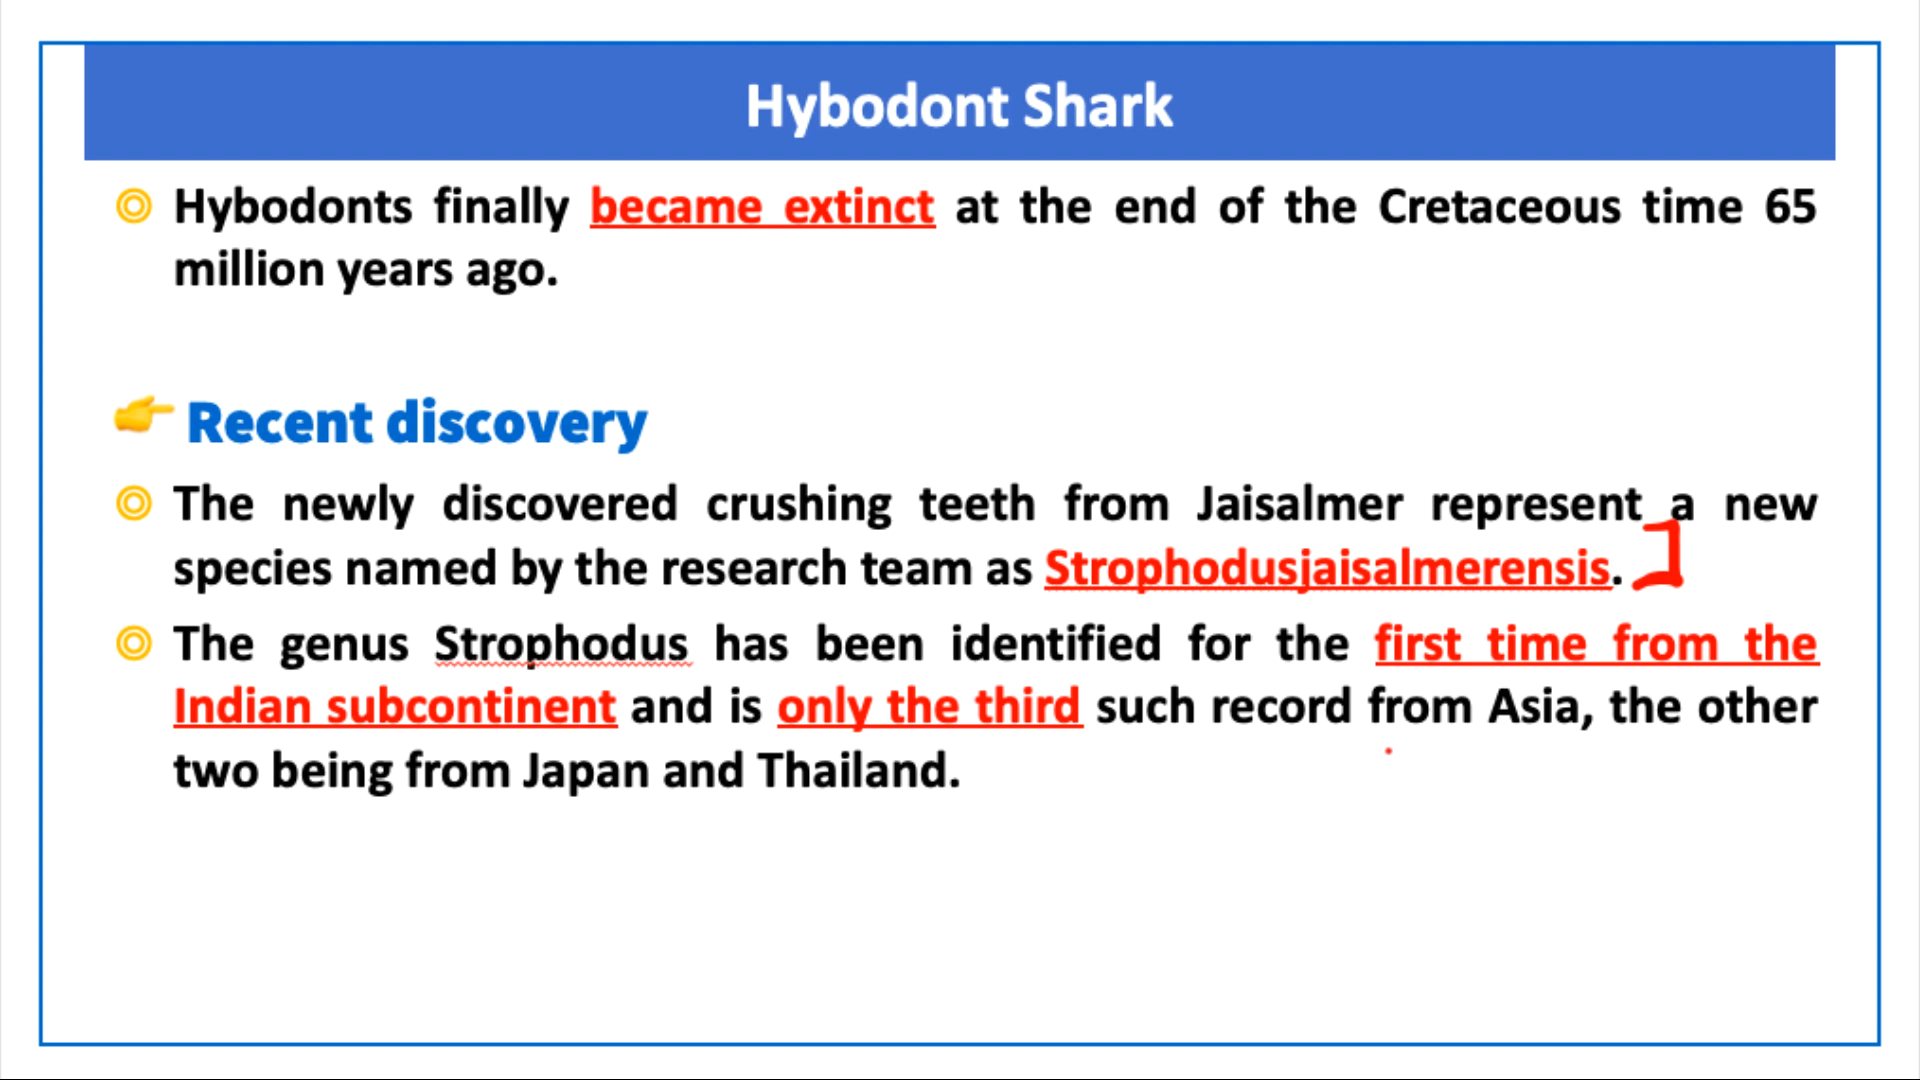 Hybodont Shark
Hybodonts finally became extinct at the end of the Cretaceous time 65
million years ago.
Recent discovery
The newly discovered crushing teeth from Jaisalmer represent a new
species named by the research team as Strophodusjaisalmerensis.
The genus Strophodus has been identified for the first time from the
Indian subcontinent and is only the third such record from Asia, the other
two being from Japan and Thailand.